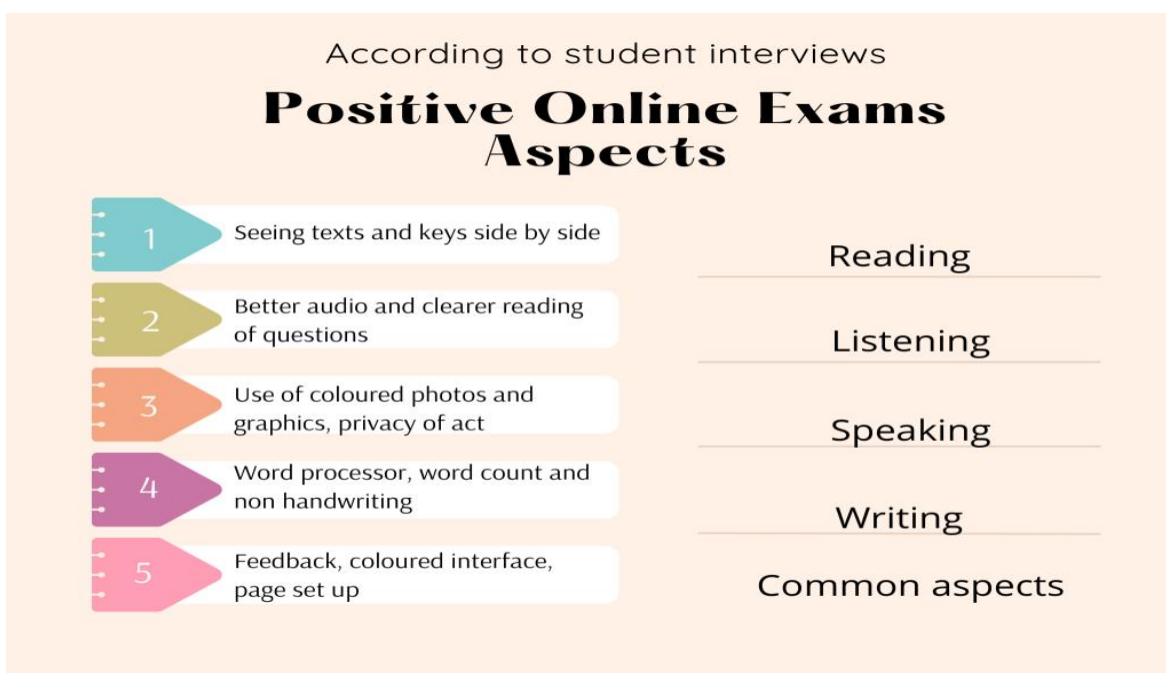 According to student interviews
Positive Online Exams
Aspects
1
Seeing texts and keys side by side
Reading
2
Better audio and clearer reading
of questions
Listening
3
Use of coloured photos and
graphics, privacy of act
Speaking
4
Word processor, word count and
non handwriting
Writing
5
Feedback, coloured interface,
page set up
Common aspects